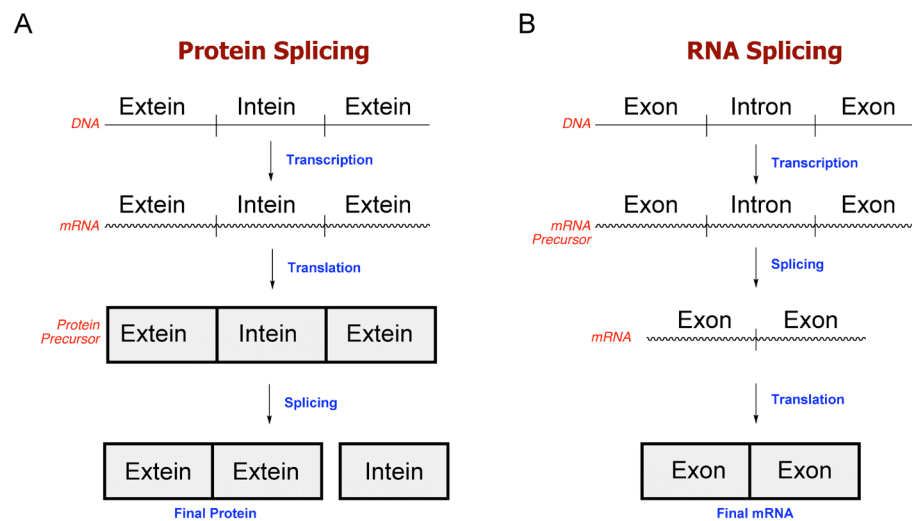 A
Protein Splicing
Extein Intein Extein
DNA
Transcription
Extein Intein Extein
mRNA
Translation
Protein
Precursor
Extein Intein Extein
Splicing
Extein Extein Intein
Final Protein
B
RNA Splicing
Exon Intron Exon
DNA
Transcription
Exon Intron Exon
mRNA
Precursor
Splicing
Exon Exon
mRNA
Translation
Exon Exon
Final mRNA